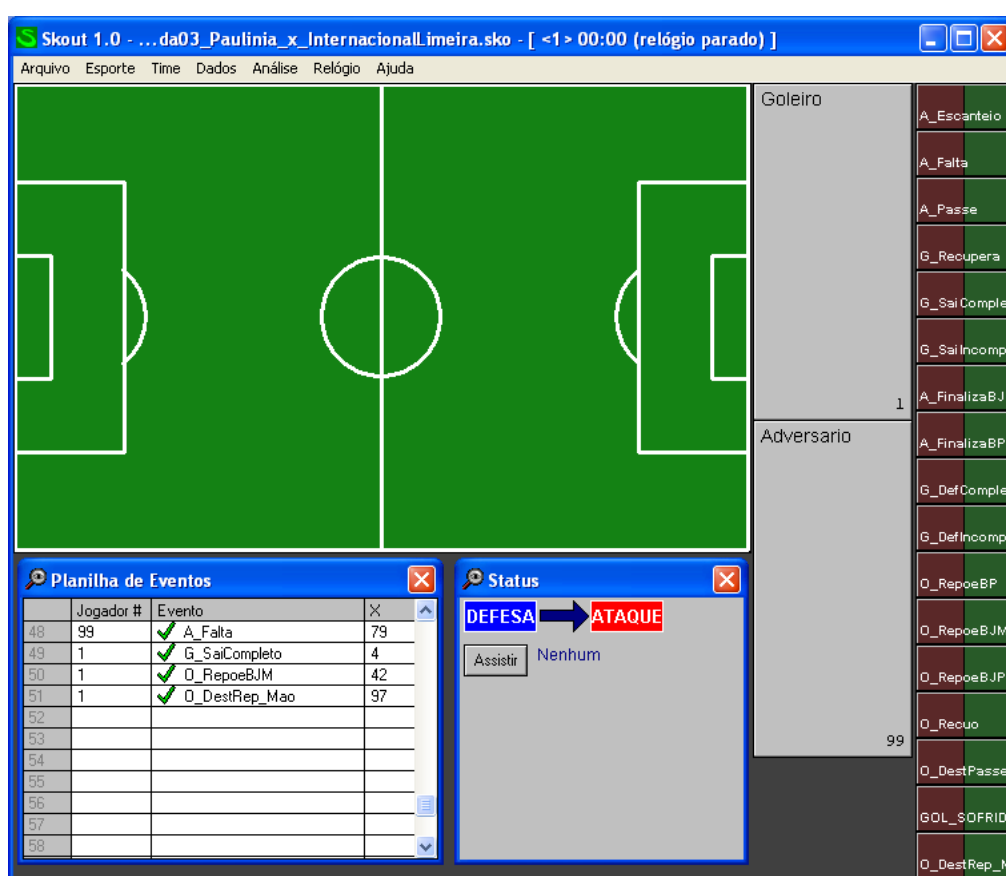 Skout 1.0 - ...da03_Paulinia_x_InternacionalLimeira.sko - [ <1> 00:00 (relógio parado) ]
Arquivo Esporte Time Dados Análise Relógio Ajuda
Goleiro
1
Adversario
99
A_Escanteio
A_Falta
A_Passe
G_Recupera
G_SaiComple
G_SaiIncomp
A_FinalizaBJ
A_FinalizaBP
G_DefComple
G_DefIncomp
O_RepoeBP
O_RepoeBJM
O_RepoeBJP
O_Recuo
O_DestPasse
GOL_SOFRID
O_DestRep_M
Planilha de Eventos
Jogador # Evento X
48 99 A_Falta 79
49 1 G_SaiCompleto 4
50 1 O_RepoeBJM 42
51 1 O_DestRep_Mao 97
52
53
54
55
56
57
58
Status
DEFESA ATAQUE
Assistir Nenhum